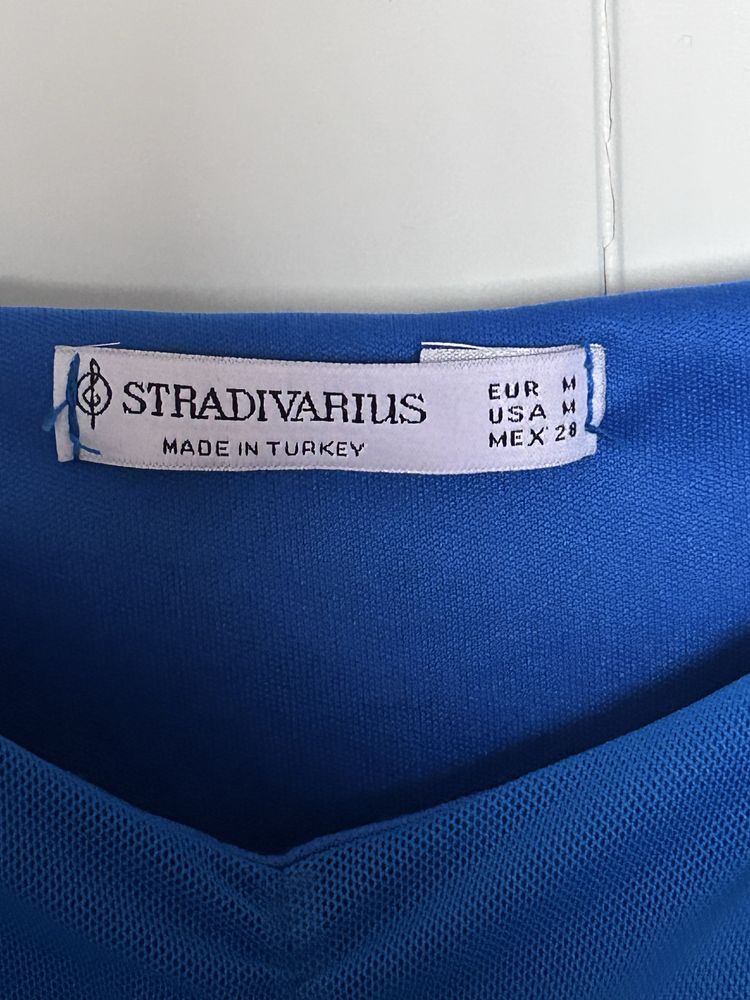 STRADIVARIUS
MADE IN TURKEY
EUR M
USA M
MEX 28